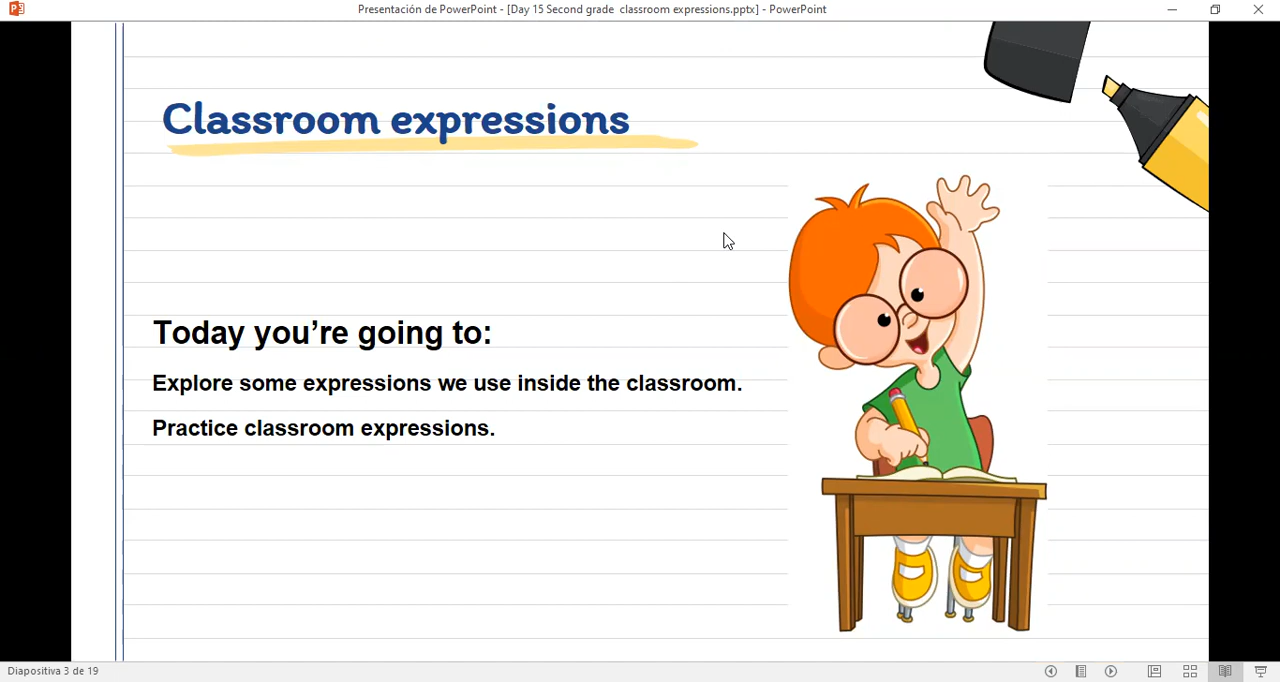 Presentación de PowerPoint - [Day 15 Second grade  classroom expressions.pptx] - PowerPoint
Classroom expressions
Today you’re going to:
Explore some expressions we use inside the classroom.
Practice classroom expressions.
Diapositiva 3 de 19